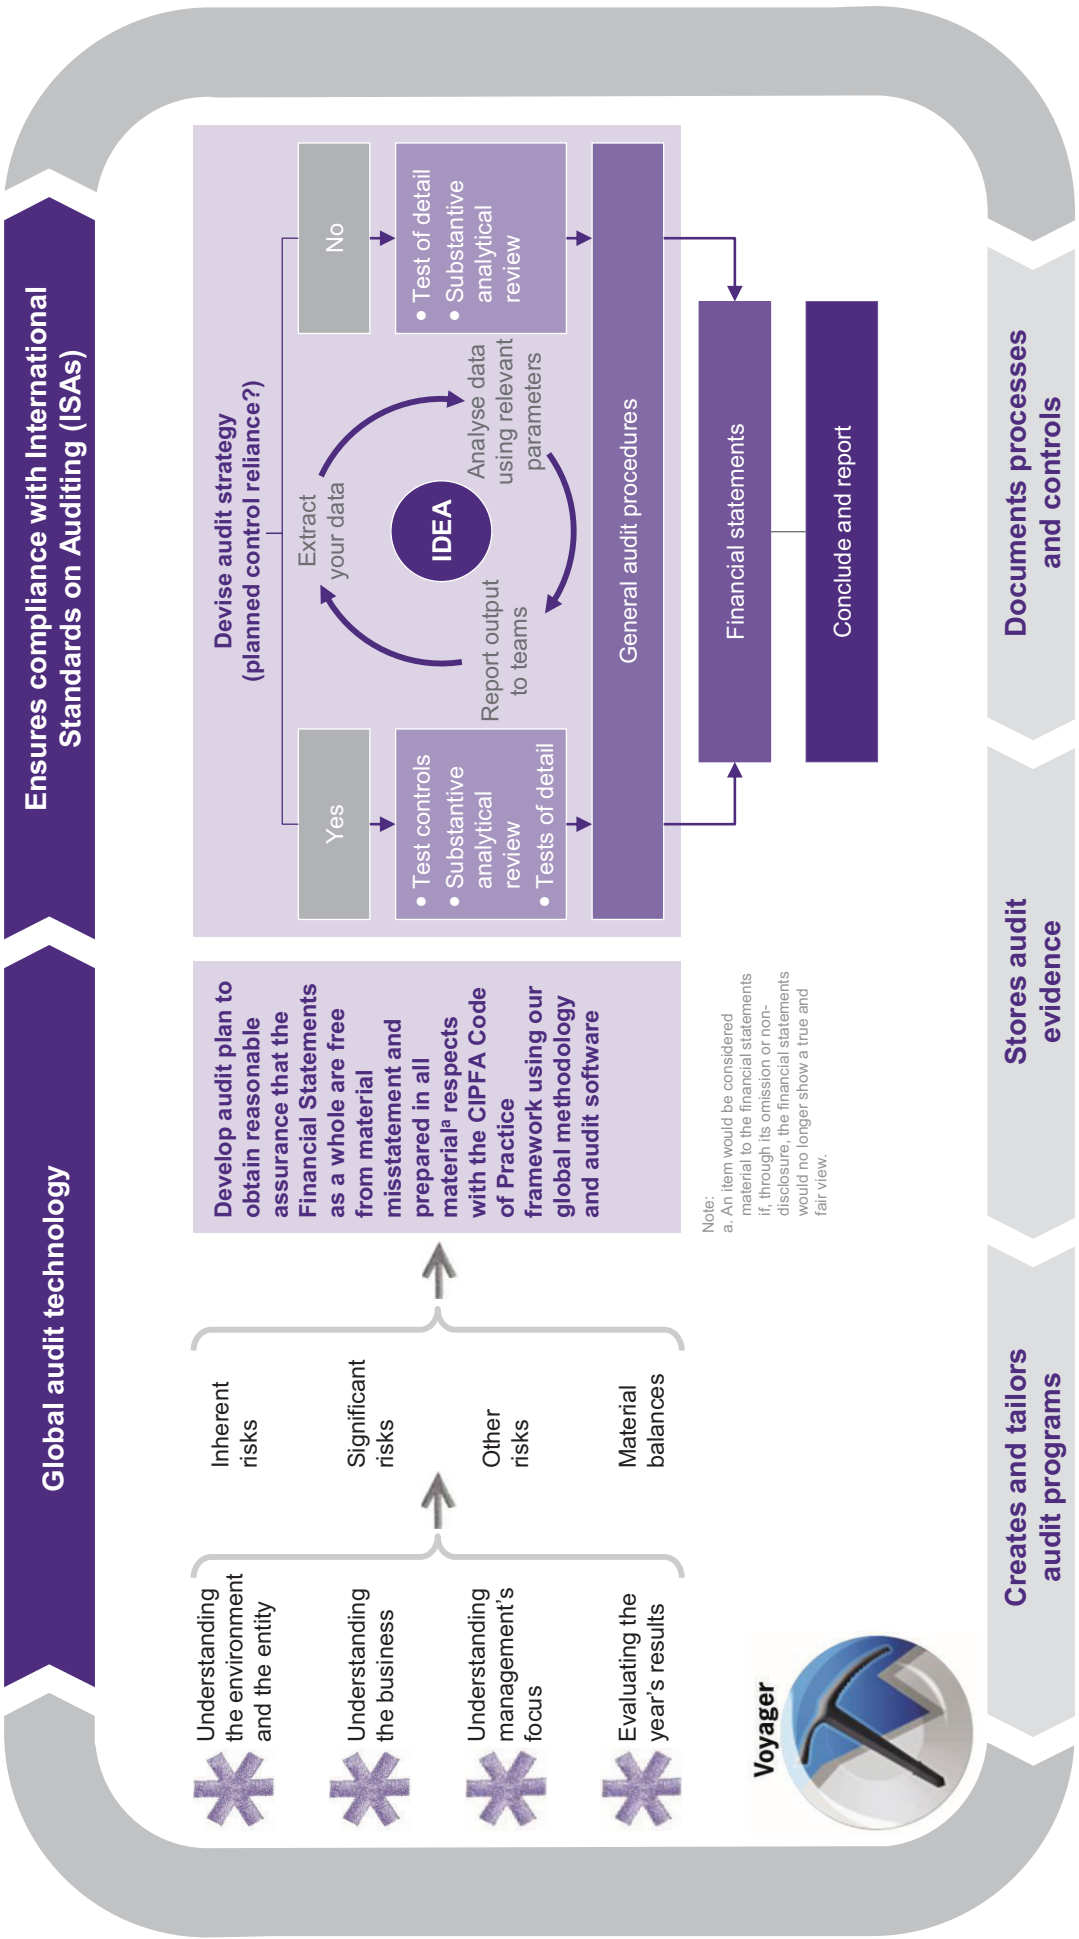 Global audit technology
Ensures compliance with International
Standards on Auditing (ISAs)
Understanding
the environment
and the entity
Understanding
the business
Understanding
management’s
focus
Evaluating the
year’s results
Inherent
risks
Significant
risks
Other
risks
Material
balances
Develop audit plan to
obtain reasonable
assurance that the
Financial Statements
as a whole are free
from material
misstatement and
prepared in all
materialª respects
with the CIPFA Code
of Practice
framework using our
global methodology
and audit software
Note:
a. An item would be considered
material to the financial statements
if, through its omission or non-
disclosure, the financial statements
would no longer show a true and
fair view.
Devise audit strategy
(planned control reliance?)
Yes
No
• Test controls
• Substantive
analytical
review
• Tests of detail
Extract
your data
IDEA
Report output
to teams
Analyse data
using relevant
parameters
• Test of detail
• Substantive
analytical
review
General audit procedures
Financial statements
Conclude and report
Voyager
Creates and tailors
audit programs
Stores audit
evidence
Documents processes
and controls